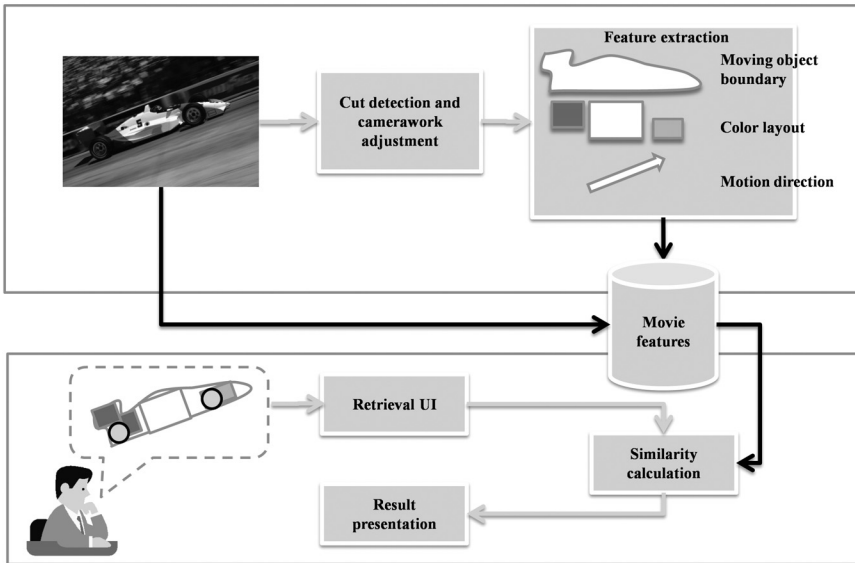 Feature extraction
Moving object
boundary
Cut detection and
camerawork
adjustment
Color layout
Motion direction
Movie
features
Retrieval UI
Similarity
calculation
Result
presentation